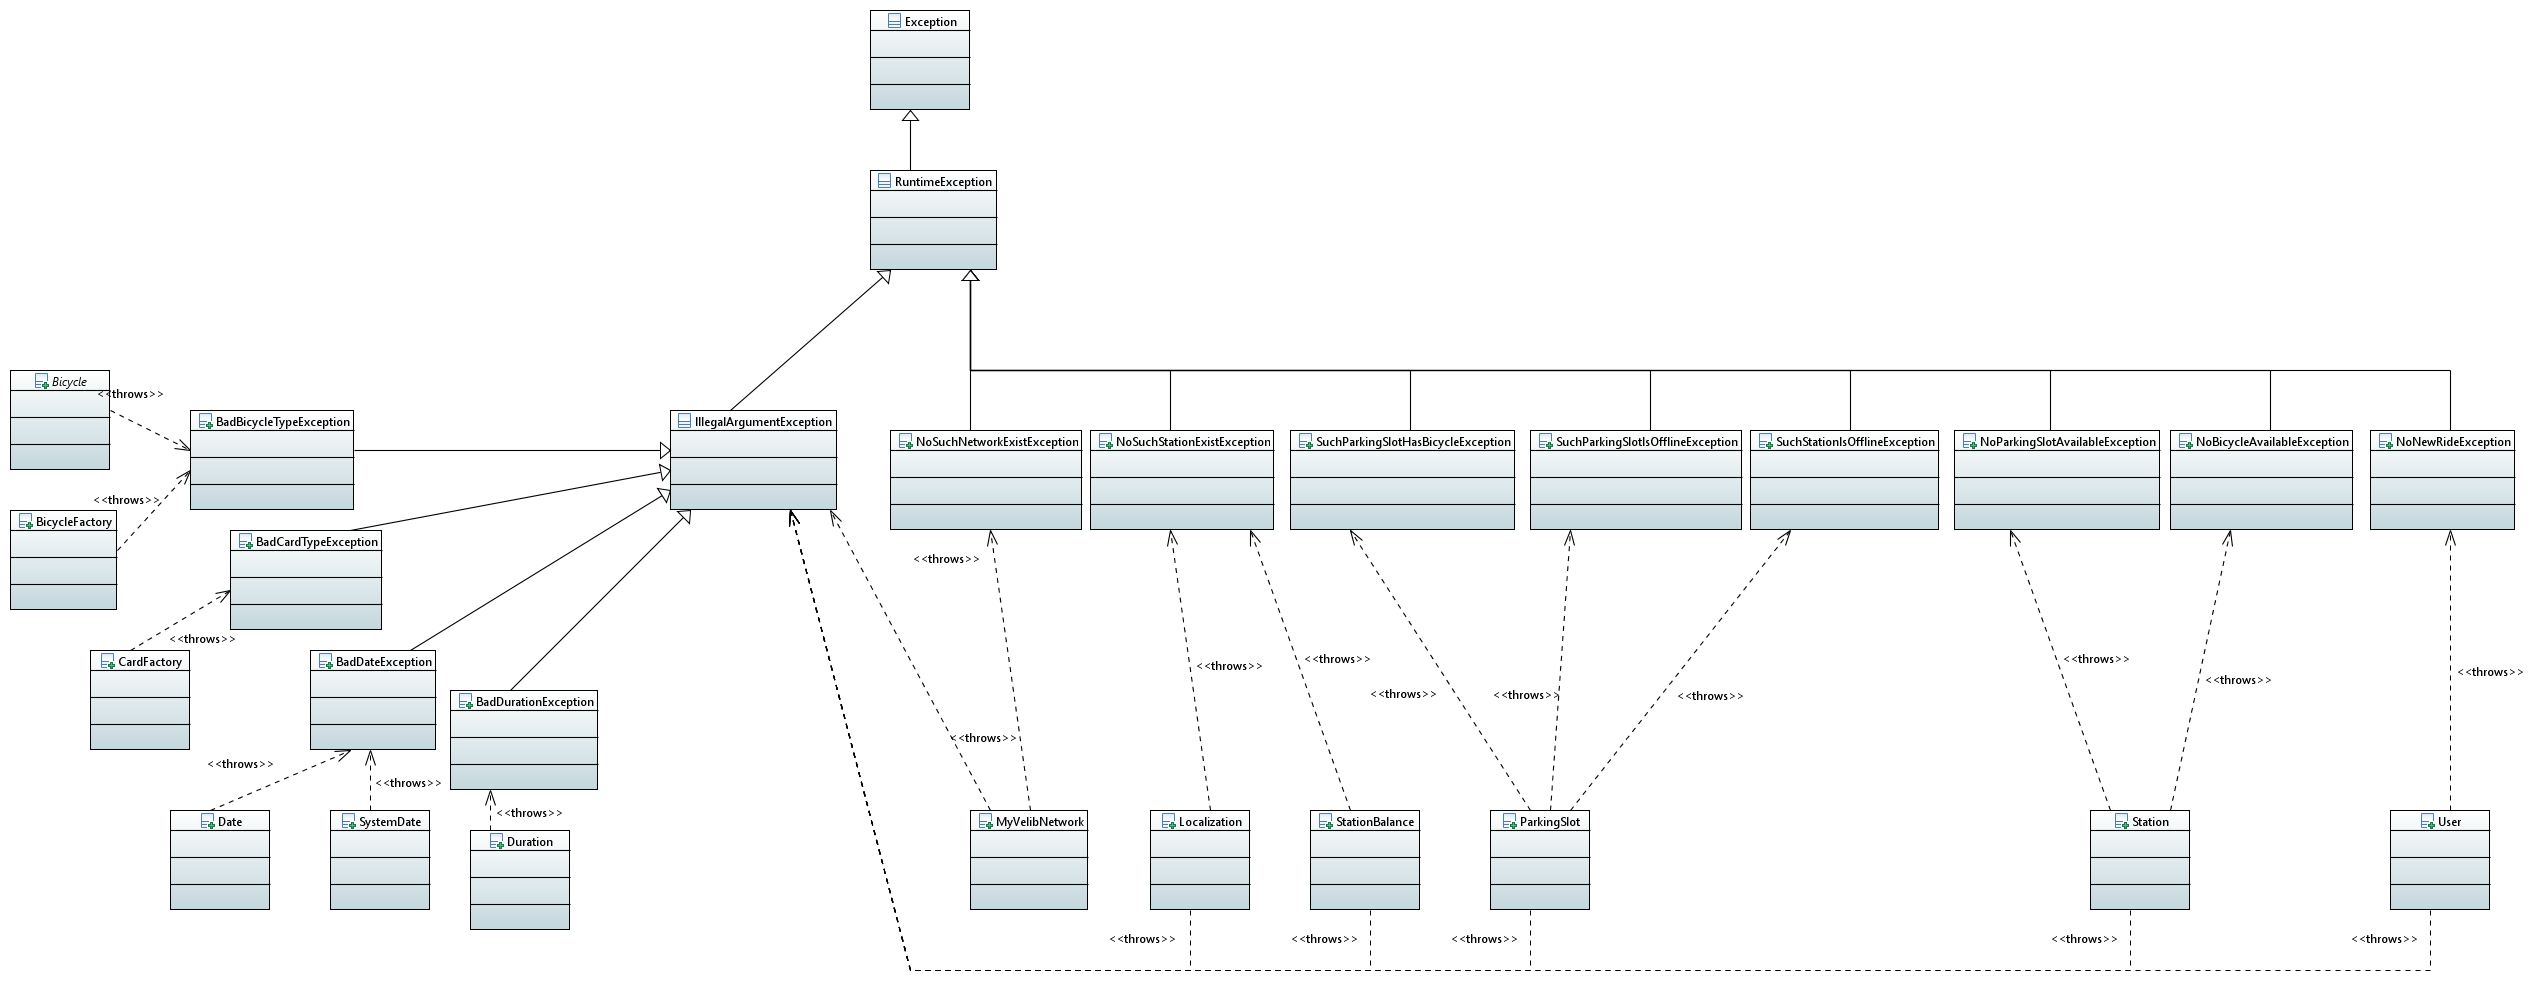 Exception
RuntimeException
Bicycle
<<throws>>
BadBicycleTypeException
IllegalArgumentException
NoSuchNetworkExistException
NoSuchStationExistException
SuchParkingSlotHasBicycleException
SuchParkingSlotIsOfflineException
SuchStationIsOfflineException
NoParkingSlotAvailableException
NoBicycleAvailableException
NoNewRideException
<<throws>>
BicycleFactory
BadCardTypeException
<<throws>>
<<throws>>
CardFactory
BadDateException
<<throws>>
<<throws>>
<<throws>>
<<throws>>
<<throws>>
<<throws>>
<<throws>>
<<throws>>
<<throws>>
BadDurationException
<<throws>>
<<throws>>
<<throws>>
<<throws>>
Date
SystemDate
Duration
MyVelibNetwork
Localization
StationBalance
ParkingSlot
Station
User
<<throws>>
<<throws>>
<<throws>>
<<throws>>
<<throws>>